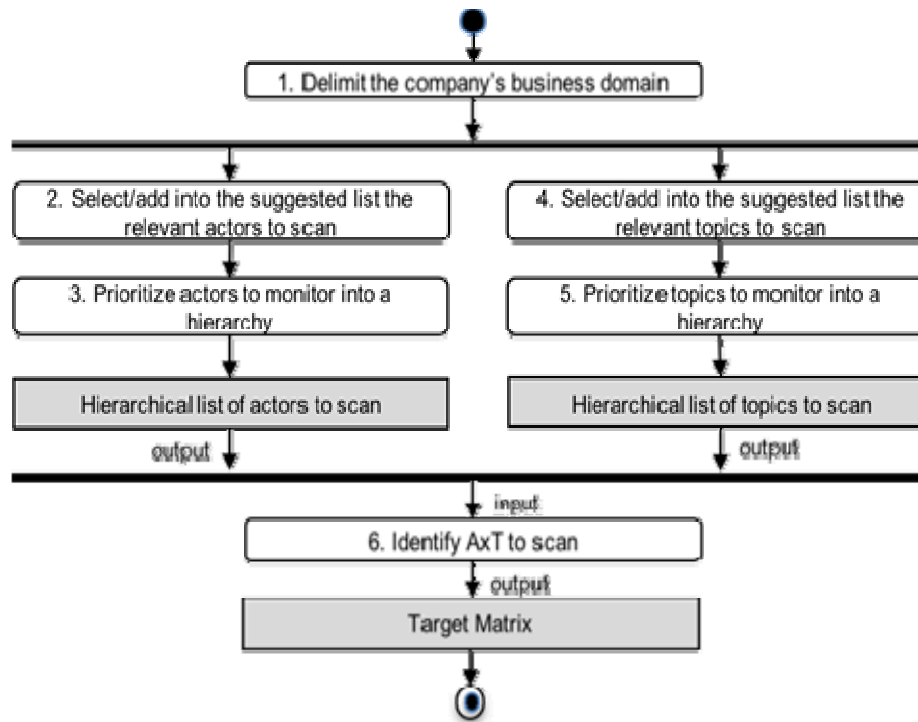 1. Delimit the company's business domain
2. Select/add into the suggested list the
relevant actors to scan
3. Prioritize actors to monitor into a
hierarchy
Hierarchical list of actors to scan
output
4. Select/add into the suggested list the
relevant topics to scan
5. Prioritize topics to monitor into a
hierarchy
Hierarchical list of topics to scan
output
input
6. Identify AxT to scan
output
Target Matrix